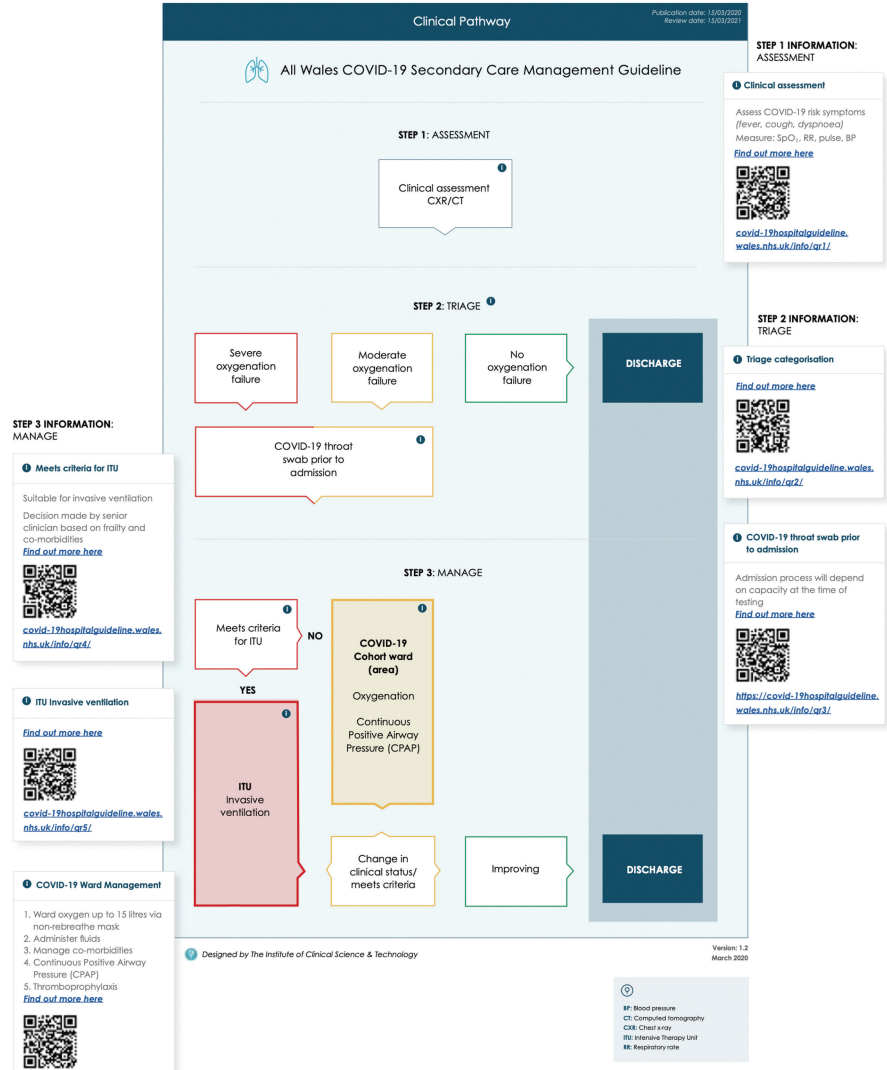 Clinical Pathway
Publication date: 15/03/2020
Review date: 15/03/2021
All Wales COVID-19 Secondary Care Management Guideline
STEP 1: ASSESSMENT
Clinical assessment
CXR/CT
STEP 1 INFORMATION:
ASSESSMENT
Clinical assessment
Assess COVID-19 risk symptoms
(fever, cough, dyspnoea)
Measure: SpO₂, RR, pulse, BP
Find out more here
covid-19hospitalguideline.
wales.nhs.uk/info/qr1/
STEP 2: TRIAGE
Severe
oxygenation
failure
Moderate
oxygenation
failure
No
oxygenation
failure
DISCHARGE
COVID-19 throat
swab prior to
admission
STEP 2 INFORMATION:
TRIAGE
Triage categorisation
Find out more here
covid-19hospitalguideline.wales.
nhs.uk/info/qr2/
COVID-19 throat swab prior
to admission
Admission process will depend
on capacity at the time of
testing
Find out more here
https://covid-19hospitalguideline.
wales.nhs.uk/info/qr3/
STEP 3: MANAGE
Meets criteria
for ITU
NO
YES
COVID-19
Cohort ward
(area)
Oxygenation
Continuous
Positive Airway
Pressure (CPAP)
ITU
Invasive
ventilation
Change in
clinical status/
meets criteria
Improving
DISCHARGE
STEP 3 INFORMATION:
MANAGE
Meets criteria for ITU
Suitable for invasive ventilation
Decision made by senior
clinician based on frailty and
co-morbidities
Find out more here
covid-19hospitalguideline.wales.
nhs.uk/info/qr4/
ITU Invasive ventilation
Find out more here
covid-19hospitalguideline.wales.
nhs.uk/info/qr5/
COVID-19 Ward Management
1. Ward oxygen up to 15 litres via
non-rebreathe mask
2. Administer fluids
3. Manage co-morbidities
4. Continuous Positive Airway
Pressure (CPAP)
5. Thromboprophylaxis
Find out more here
Designed by The Institute of Clinical Science & Technology
Version: 1.2
March 2020
BP: Blood pressure
CT: Computed tomography
CXR: Chest x-ray
ITU: Intensive Therapy Unit
RR: Respiratory rate